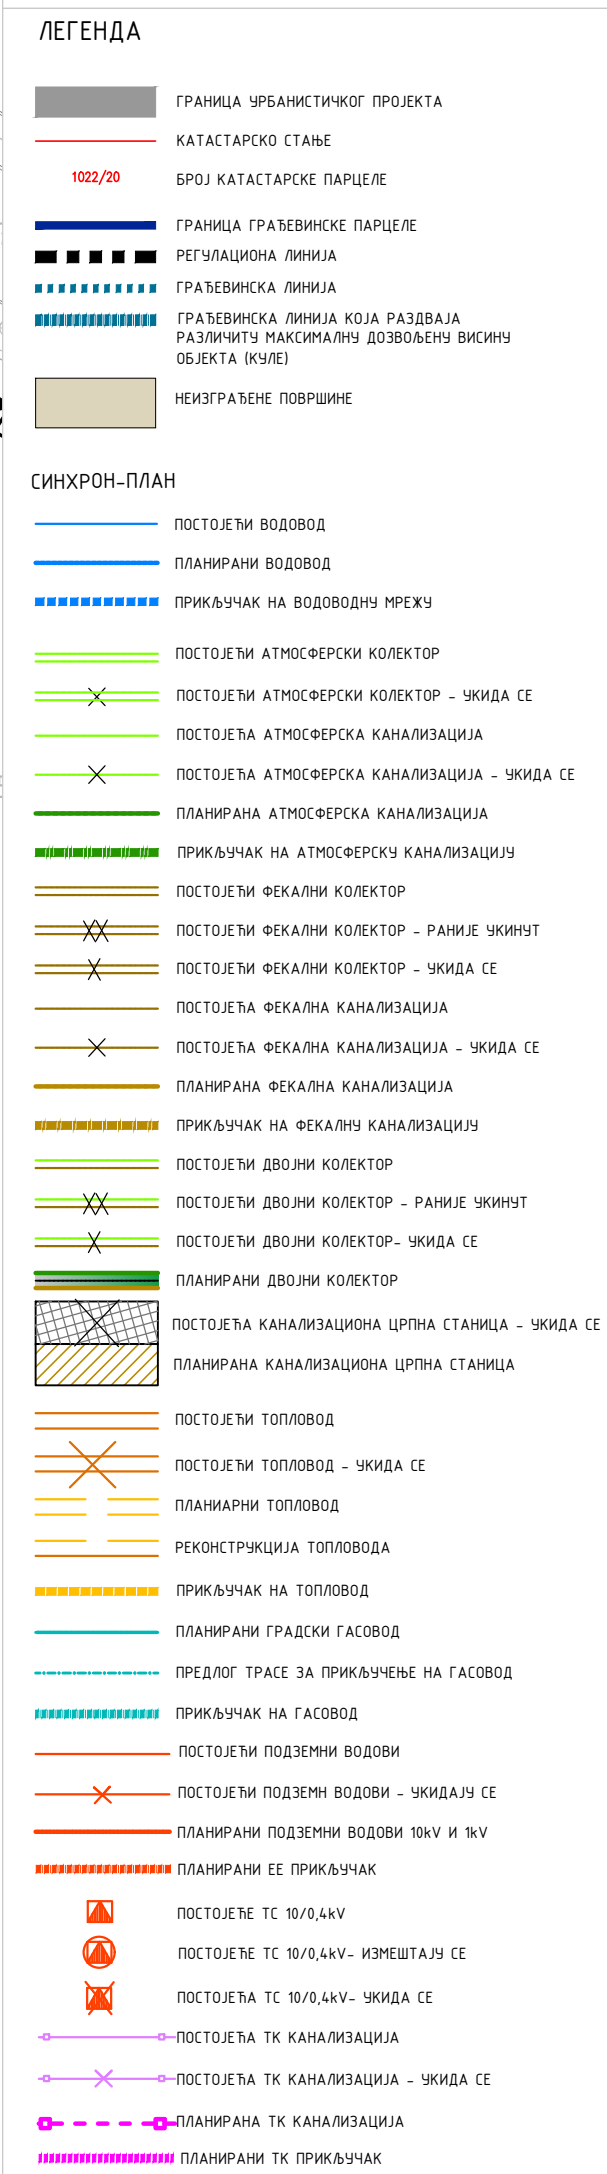 ЛЕГЕНДА
ГРАНИЦА УРБАНИСТИЧКОГ ПРОЈЕКТА
КАТАСТАРСКО СТАЊЕ
1022/20 БРОЈ КАТАСТАРСКЕ ПАРЦЕЛЕ
ГРАНИЦА ГРАЂЕВИНСКЕ ПАРЦЕЛЕ
РЕГУЛАЦИОНА ЛИНИЈА
ГРАЂЕВИНСКА ЛИНИЈА
ГРАЂЕВИНСКА ЛИНИЈА КОЈА РАЗДВАЈА
РАЗЛИЧИТУ МАКСИМАЛНУ ДОЗВОЉЕНУ ВИСИНУ
ОБЈЕКТА (КУЛЕ)
НЕИЗГРАЂЕНЕ ПОВРШИНЕ
СИНХРОН-ПЛАН
ПОСТОЈЕЋИ ВОДОВОД
ПЛАНИРАНИ ВОДОВОД
ПРИКЉУЧАК НА ВОДОВОДНУ МРЕЖУ
ПОСТОЈЕЋИ АТМОСФЕРСКИ КОЛЕКТОР
ПОСТОЈЕЋИ АТМОСФЕРСКИ КОЛЕКТОР - УКИДА СЕ
ПОСТОЈЕЋА АТМОСФЕРСКА КАНАЛИЗАЦИЈА
ПОСТОЈЕЋА АТМОСФЕРСКА КАНАЛИЗАЦИЈА - УКИДА СЕ
ПЛАНИРАНА АТМОСФЕРСКА КАНАЛИЗАЦИЈА
ПРИКЉУЧАК НА АТМОСФЕРСКУ КАНАЛИЗАЦИЈУ
ПОСТОЈЕЋИ ФЕКАЛНИ КОЛЕКТОР
ПОСТОЈЕЋИ ФЕКАЛНИ КОЛЕКТОР - РАНИЈЕ УКИНУТ
ПОСТОЈЕЋИ ФЕКАЛНИ КОЛЕКТОР - УКИДА СЕ
ПОСТОЈЕЋА ФЕКАЛНА КАНАЛИЗАЦИЈА
ПОСТОЈЕЋА ФЕКАЛНА КАНАЛИЗАЦИЈА - УКИДА СЕ
ПЛАНИРАНА ФЕКАЛНА КАНАЛИЗАЦИЈА
ПРИКЉУЧАК НА ФЕКАЛНУ КАНАЛИЗАЦИЈУ
ПОСТОЈЕЋИ ДВОЈНИ КОЛЕКТОР
ПОСТОЈЕЋИ ДВОЈНИ КОЛЕКТОР - РАНИЈЕ УКИНУТ
ПОСТОЈЕЋИ ДВОЈНИ КОЛЕКТОР- УКИДА СЕ
ПЛАНИРАНИ ДВОЈНИ КОЛЕКТОР
ПОСТОЈЕЋА КАНАЛИЗАЦИОНА ЦРПНА СТАНИЦА - УКИДА СЕ
ПЛАНИРАНА КАНАЛИЗАЦИОНА ЦРПНА СТАНИЦА
ПОСТОЈЕЋИ ТОПЛОВОД
ПОСТОЈЕЋИ ТОПЛОВОД - УКИДА СЕ
ПЛАНИАРНИ ТОПЛОВОД
РЕКОНСТРУКЦИЈА ТОПЛОВОДА
ПРИКЉУЧАК НА ТОПЛОВОД
ПЛАНИРАНИ ГРАДСКИ ГАСОВОД
ПРЕДЛОГ ТРАСЕ ЗА ПРИКЉУЧЕЊЕ НА ГАСОВОД
ПРИКЉУЧАК НА ГАСОВОД
ПОСТОЈЕЋИ ПОДЗЕМНИ ВОДОВИ
ПОСТОЈЕЋИ ПОДЗЕМН ВОДОВИ - УКИДАЈУ СЕ
ПЛАНИРАНИ ПОДЗЕМНИ ВОДОВИ 10kV И 1kV
ПЛАНИРАНИ ЕЕ ПРИКЉУЧАК
ПОСТОЈЕЋЕ ТС 10/0,4kV
ПОСТОЈЕЋЕ ТС 10/0,4kV- ИЗМЕШТАЈУ СЕ
ПОСТОЈЕЋА ТС 10/0,4kV- УКИДА СЕ
ПОСТОЈЕЋА ТК КАНАЛИЗАЦИЈА
ПОСТОЈЕЋА ТК КАНАЛИЗАЦИЈА - УКИДА СЕ
ПЛАНИРАНА ТК КАНАЛИЗАЦИЈА
ПЛАНИРАНИ ТК ПРИКЉУЧАК